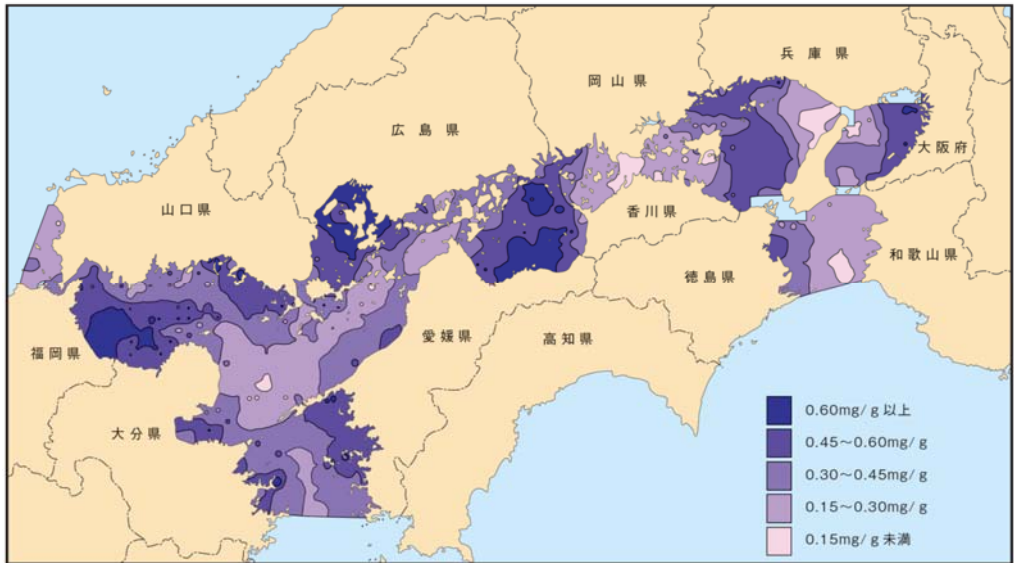 兵庫県
岡山県
広島県
大阪府
山口県
香川県
和歌山県
徳島県
愛媛県
高知県
福岡県
大分県
0.60mg/g以上
0.45～0.60mg/g
0.30～0.45mg/g
0.15～0.30mg/g
0.15mg/g未満